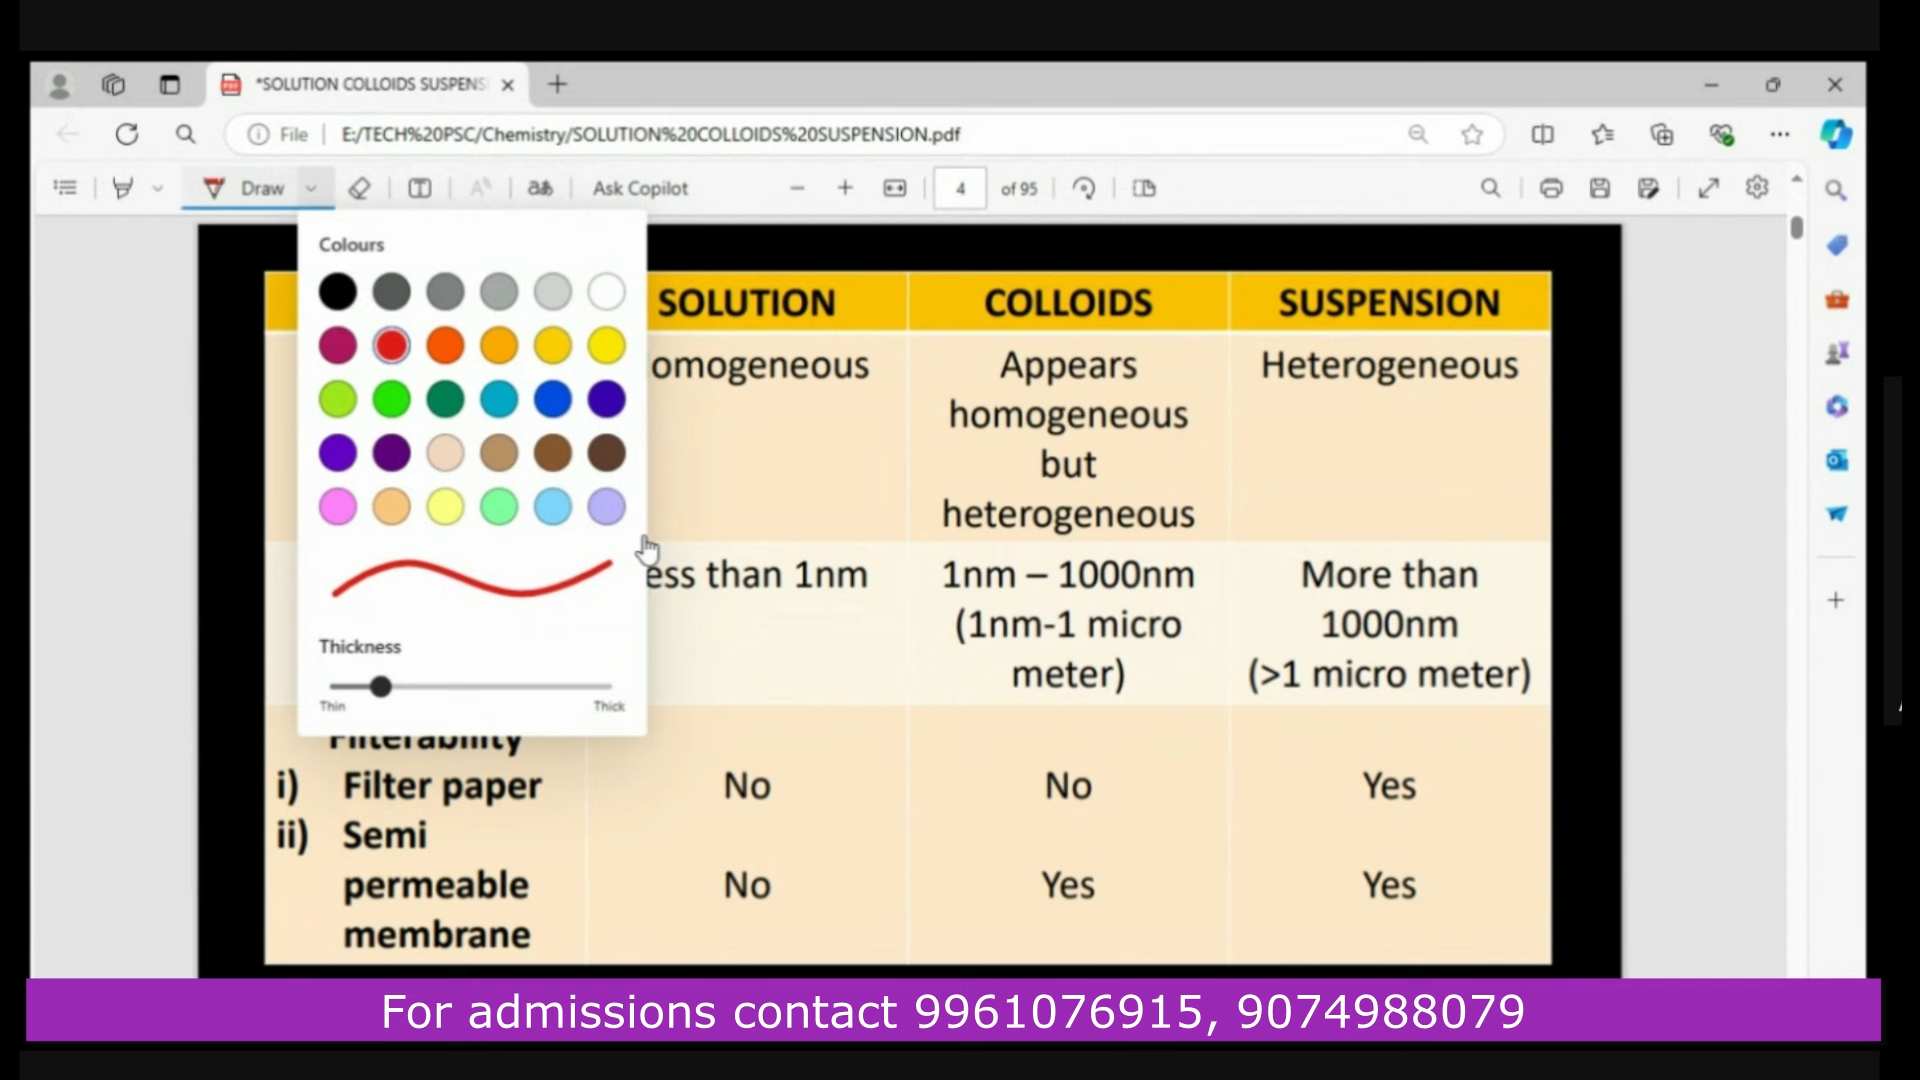 *SOLUTION COLLOIDS SUSPENS
File
E:/TECH%20PSC/Chemistry/SOLUTION%20COLLOIDS%20SUSPENSION.pdf
Draw
Ask Copilot
4 of 95
Colours
Thickness
Thin
Thick
SOLUTION
COLLOIDS
SUSPENSION
omogeneous
Appears
homogeneous
but
heterogeneous
Heterogeneous
ess than 1nm
1nm – 1000nm
(1nm-1 micro
meter)
More than
1000nm
(>1 micro meter)
Filterability
i) Filter paper
No
No
Yes
ii) Semi
permeable
membrane
No
Yes
Yes
For admissions contact 9961076915, 9074988079